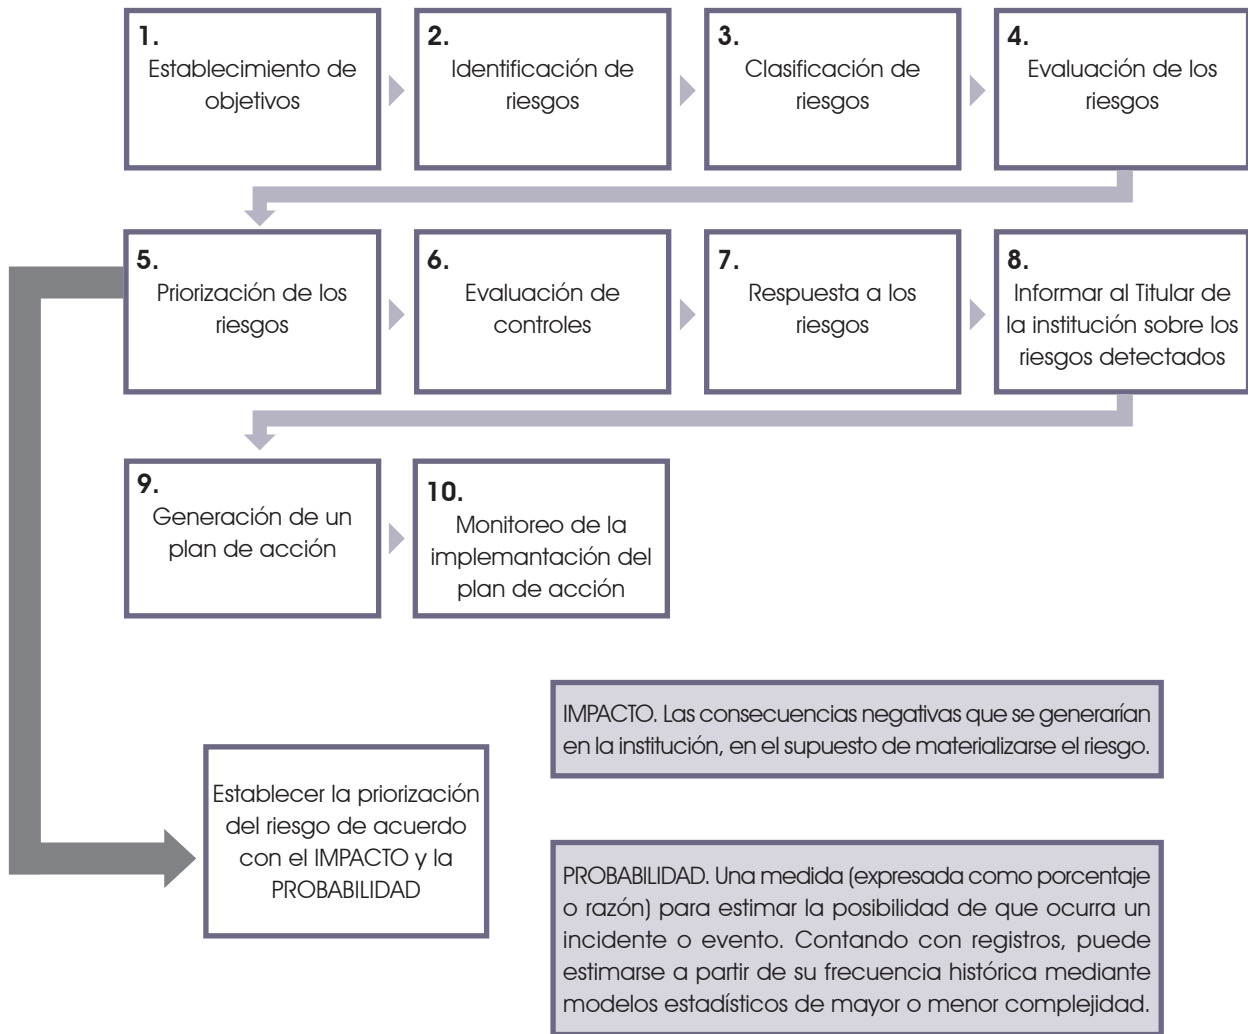 1.
Establecimiento de
objetivos
2.
Identificación de
riesgos
3.
Clasificación de
riesgos
4.
Evaluación de los
riesgos
5.
Priorización de los
riesgos
6.
Evaluación de
controles
7.
Respuesta a los
riesgos
8.
Informar al Titular de
la institución sobre los
riesgos detectados
9.
Generación de un
plan de acción
10.
Monitoreo de la
implemantación del
plan de acción
Establecer la priorización
del riesgo de acuerdo
con el IMPACTO y la
PROBABILIDAD
IMPACTO. Las consecuencias negativas que se generarían
en la institución, en el supuesto de materializarse el riesgo.
PROBABILIDAD. Una medida (expresada como porcentaje
o razón) para estimar la posibilidad de que ocurra un
incidente o evento. Contando con registros, puede
estimarse a partir de su frecuencia histórica mediante
modelos estadísticos de mayor o menor complejidad.